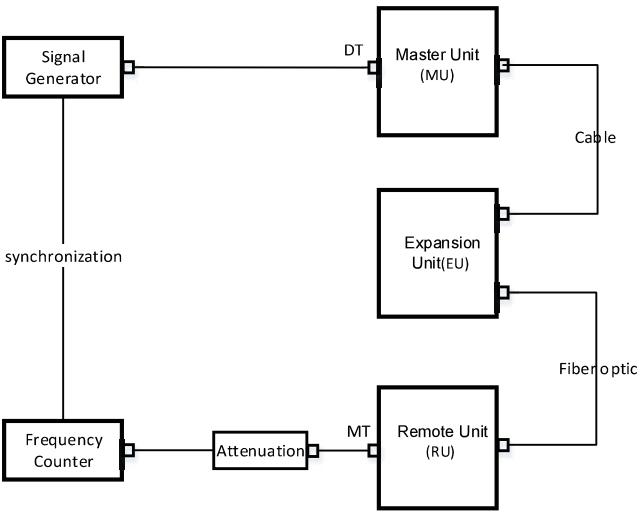 Signal
Generator
DT
Master Unit
(MU)
Cable
synchronization
Expansion
Unit(EU)
Fiber optic
Frequency
Counter
Attenuation
MT
Remote Unit
(RU)